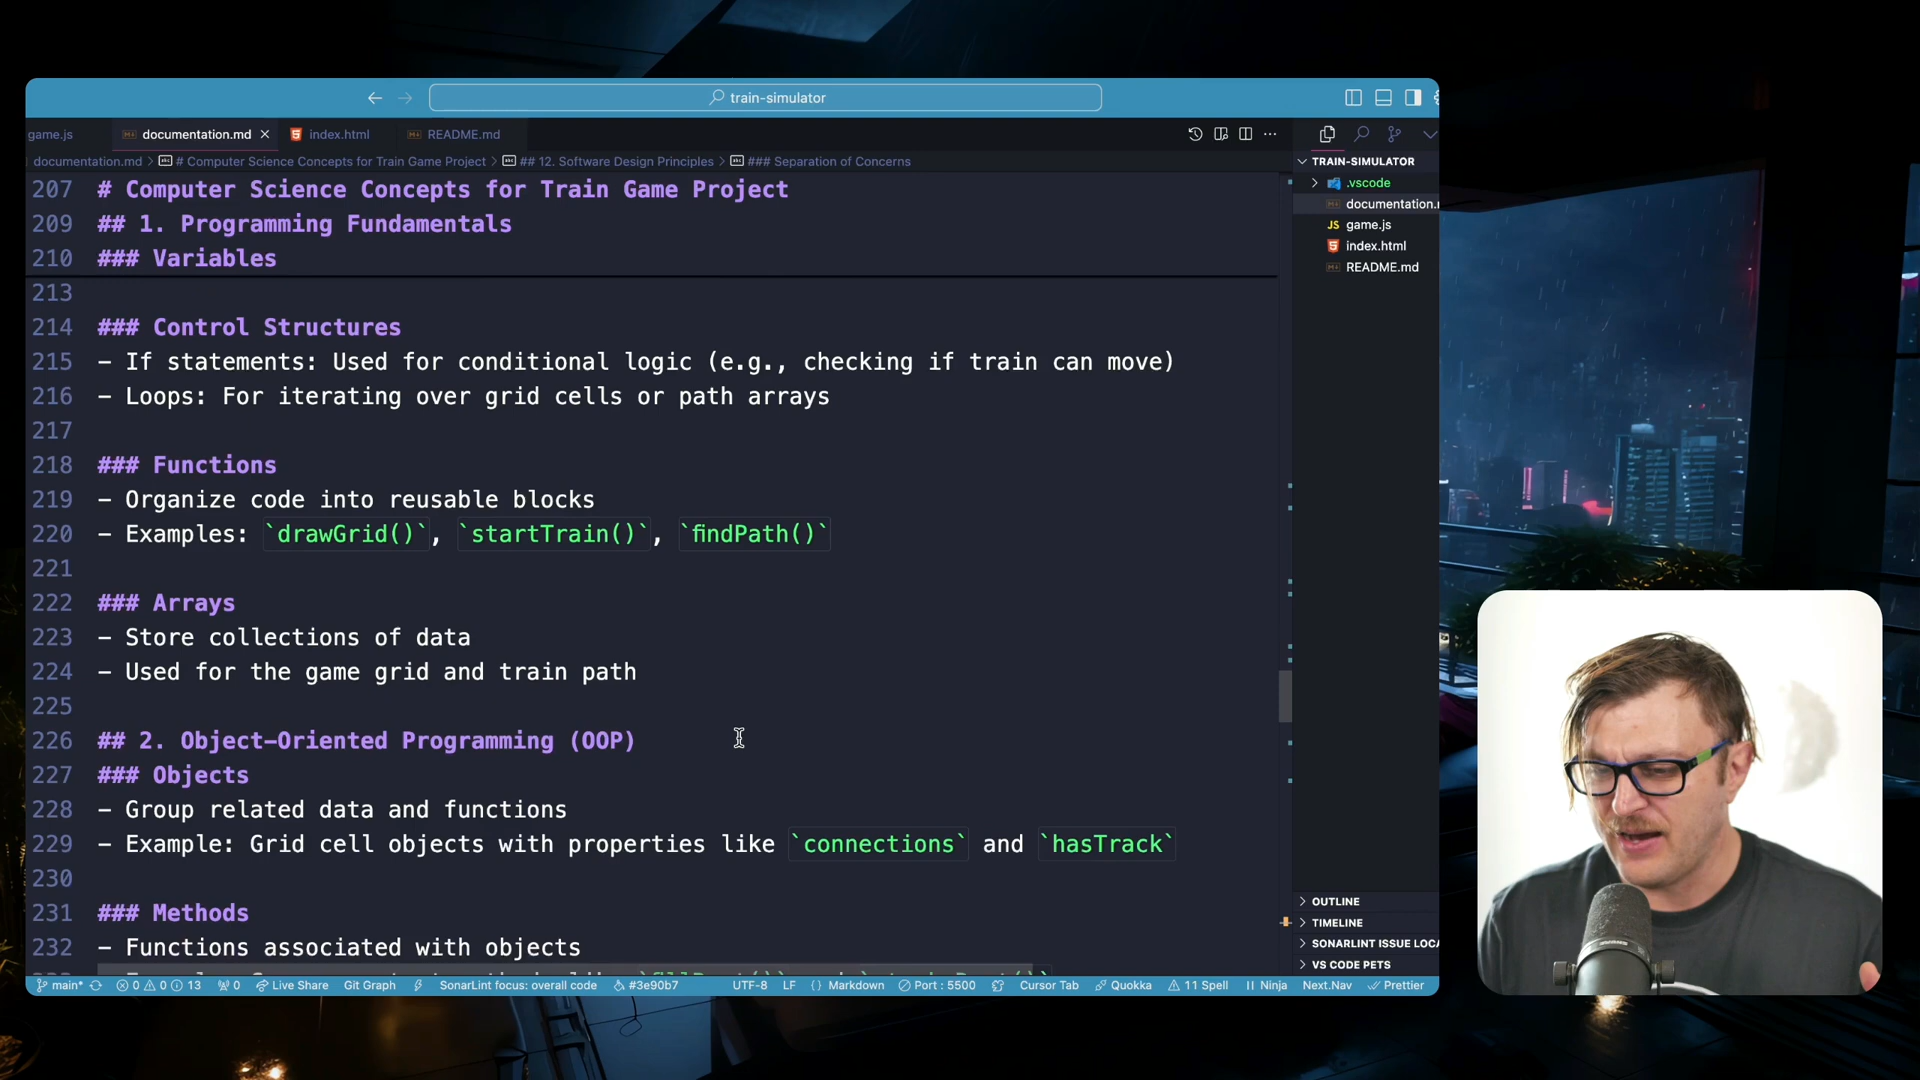 train-simulator
game.js
documentation.md
index.html
README.md
documentation.md > # Computer Science Concepts for Train Game Project > ## 12. Software Design Principles > ### Separation of Concerns
207 # Computer Science Concepts for Train Game Project
209 ## 1. Programming Fundamentals
210 ### Variables
213
214 ### Control Structures
215 - If statements: Used for conditional logic (e.g., checking if train can move)
216 - Loops: For iterating over grid cells or path arrays
217
218 ### Functions
219 - Organize code into reusable blocks
220 - Examples: `drawGrid()`, `startTrain()`, `findPath()`
221
222 ### Arrays
223 - Store collections of data
224 - Used for the game grid and train path
225
226 ## 2. Object-Oriented Programming (OOP)
227 ### Objects
228 - Group related data and functions
229 - Example: Grid cell objects with properties like `connections` and `hasTrack`
230
231 ### Methods
232 - Functions associated with objects
TRAIN-SIMULATOR
.vscode
documentation.
JS game.js
index.html
README.md
OUTLINE
TIMELINE
SONARLINT ISSUE LOCA
VS CODE PETS
main* 0 0 13 0 Live Share Git Graph SonarLint focus: overall code #3e90b7 UTF-8 LF {} Markdown Port : 5500 Cursor Tab Quokka 11 Spell Ninja Next.Nav Prettier